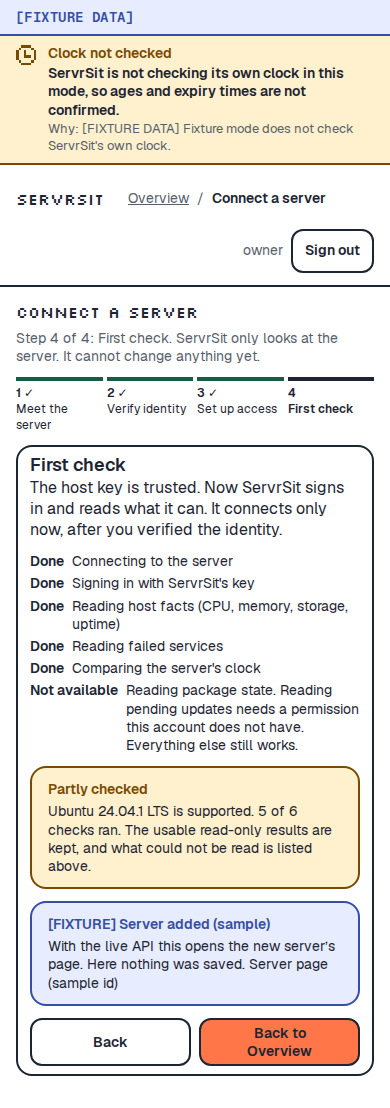 [FIXTURE DATA]
Clock not checked
ServrSit is not checking its own clock in this
mode, so ages and expiry times are not
confirmed.
Why: [FIXTURE DATA] Fixture mode does not check
ServrSit's own clock.
SERVRSIT
Overview / Connect a server
owner
Sign out
CONNECT A SERVER
Step 4 of 4: First check. ServrSit only looks at the
server. It cannot change anything yet.
1 ✓
Meet the
server
2 ✓
Verify identity
3 ✓
Set up access
4
First check
First check
The host key is trusted. Now ServrSit signs
in and reads what it can. It connects only
now, after you verified the identity.
Done Connecting to the server
Done Signing in with ServrSit's key
Done Reading host facts (CPU, memory, storage,
uptime)
Done Reading failed services
Done Comparing the server's clock
Not available Reading package state. Reading
pending updates needs a permission
this account does not have.
Everything else still works.
Partly checked
Ubuntu 24.04.1 LTS is supported. 5 of 6
checks ran. The usable read-only results are
kept, and what could not be read is listed
above.
[FIXTURE] Server added (sample)
With the live API this opens the new server's
page. Here nothing was saved. Server page
(sample id)
Back
Back to
Overview